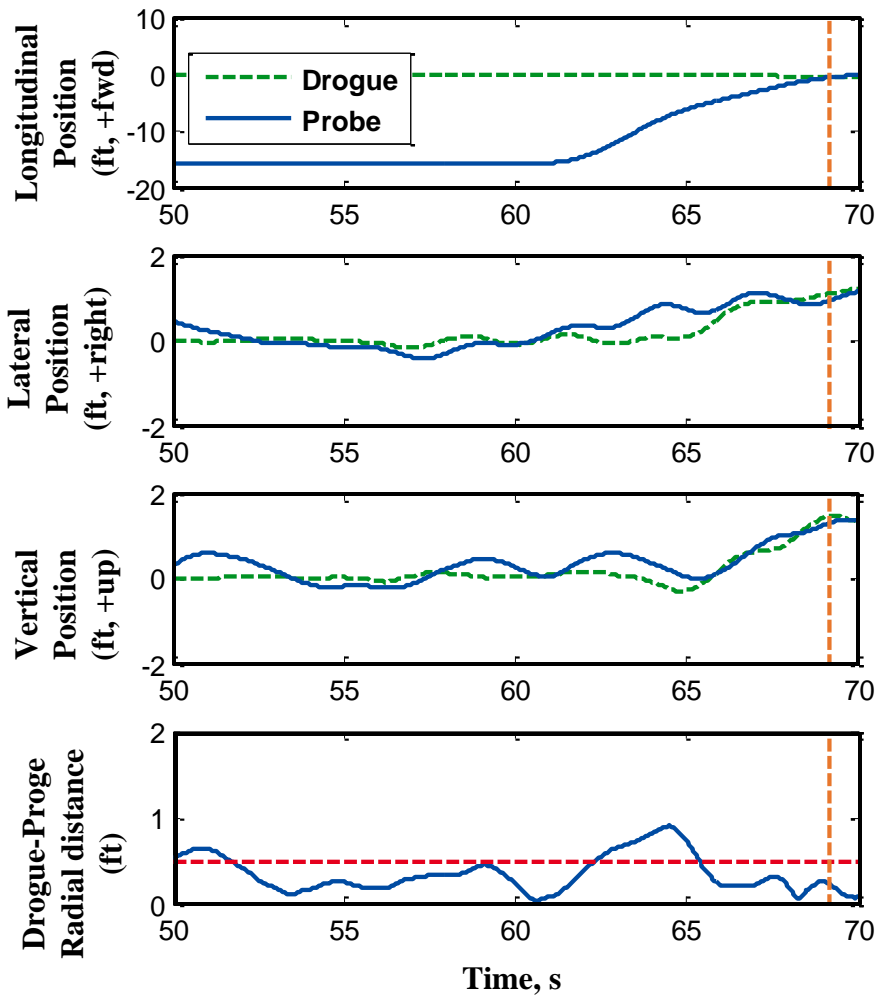 Longitudinal
Position
(ft, +fwd)
10
0
-10
-20
Drogue
Probe
50 55 60 65 70
Lateral
Position
(ft, +right)
2
0
-2
50 55 60 65 70
Vertical
Position
(ft, +up)
2
0
-2
50 55 60 65 70
Drogue-Proge
Radial distance
(ft)
2
1
0
50 55 60 65 70
Time, s